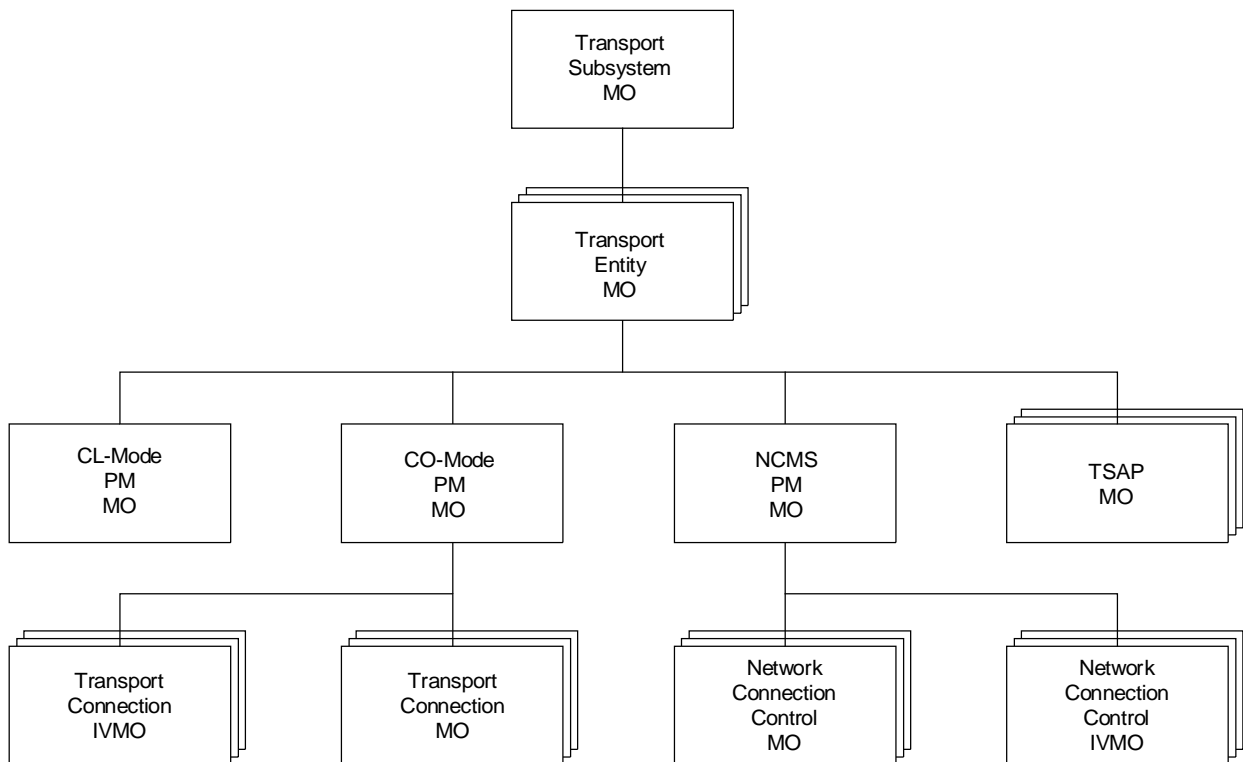 Transport
Subsystem
MO
Transport
Entity
MO
CL-Mode
PM
MO
CO-Mode
PM
MO
NCMS
PM
MO
TSAP
MO
Transport
Connection
IVMO
Transport
Connection
MO
Network
Connection
Control
MO
Network
Connection
Control
IVMO